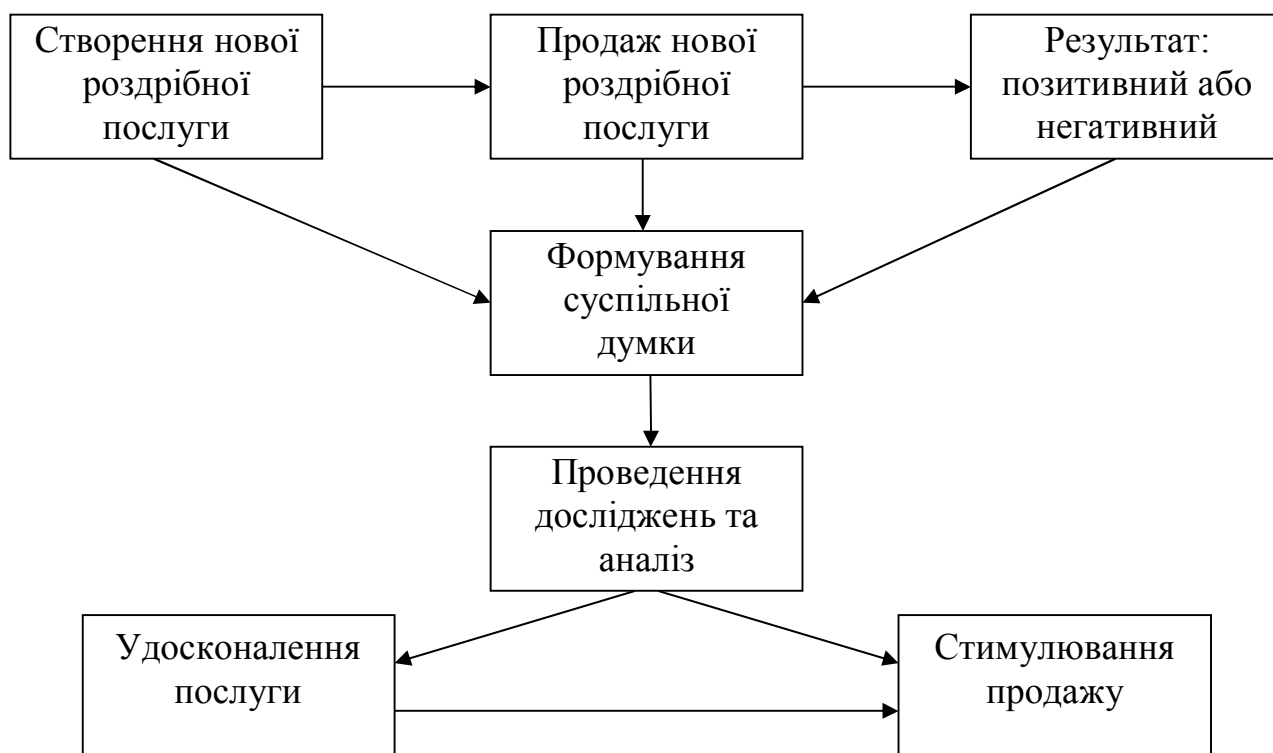 Створення нової
роздрібної
послуги
Продаж нової
роздрібної
послуги
Результат:
позитивний або
негативний
Формування
суспільної
думки
Проведення
досліджень та
аналіз
Удосконалення
послуги
Стимулювання
продажу